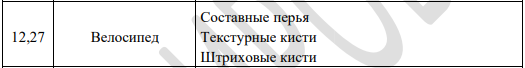 12,27 Велосипед Составные перья
Текстурные кисти
Штриховые кисти